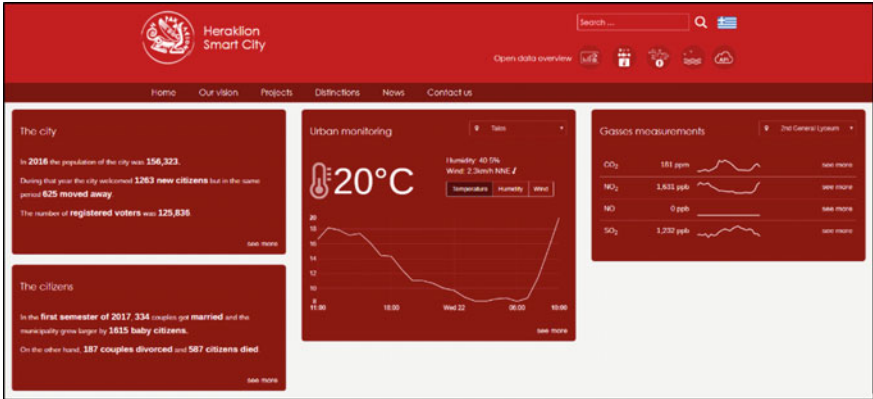 Heraklion
Smart City
Search ...
Open data overview
API
Home Our vision Projects Distinctions News Contact us
The city
In 2016 the population of the city was 156,323.
During that year the city welcomed 1263 new citizens but in the same
period 625 moved away.
The number of registered voters was 125,836.
see more
The citizens
In the first semester of 2017, 334 couples got married and the
municipality grew larger by 1615 baby citizens.
On the other hand, 187 couples divorced and 587 citizens died.
see more
Urban monitoring
Talos
20°C
Humidity: 40.5%
Wind: 2.3km/h NNE
Temperature Humidity Wind
20
18
16
14
12
10
8
11:00 18:00 Wed 22 06:00 10:00
see more
Gasses measurements
2nd General Lyceum
CO2 181 ppm see more
NO2 1,631 ppb see more
NO 0 ppb see more
SO2 1,232 ppb see more